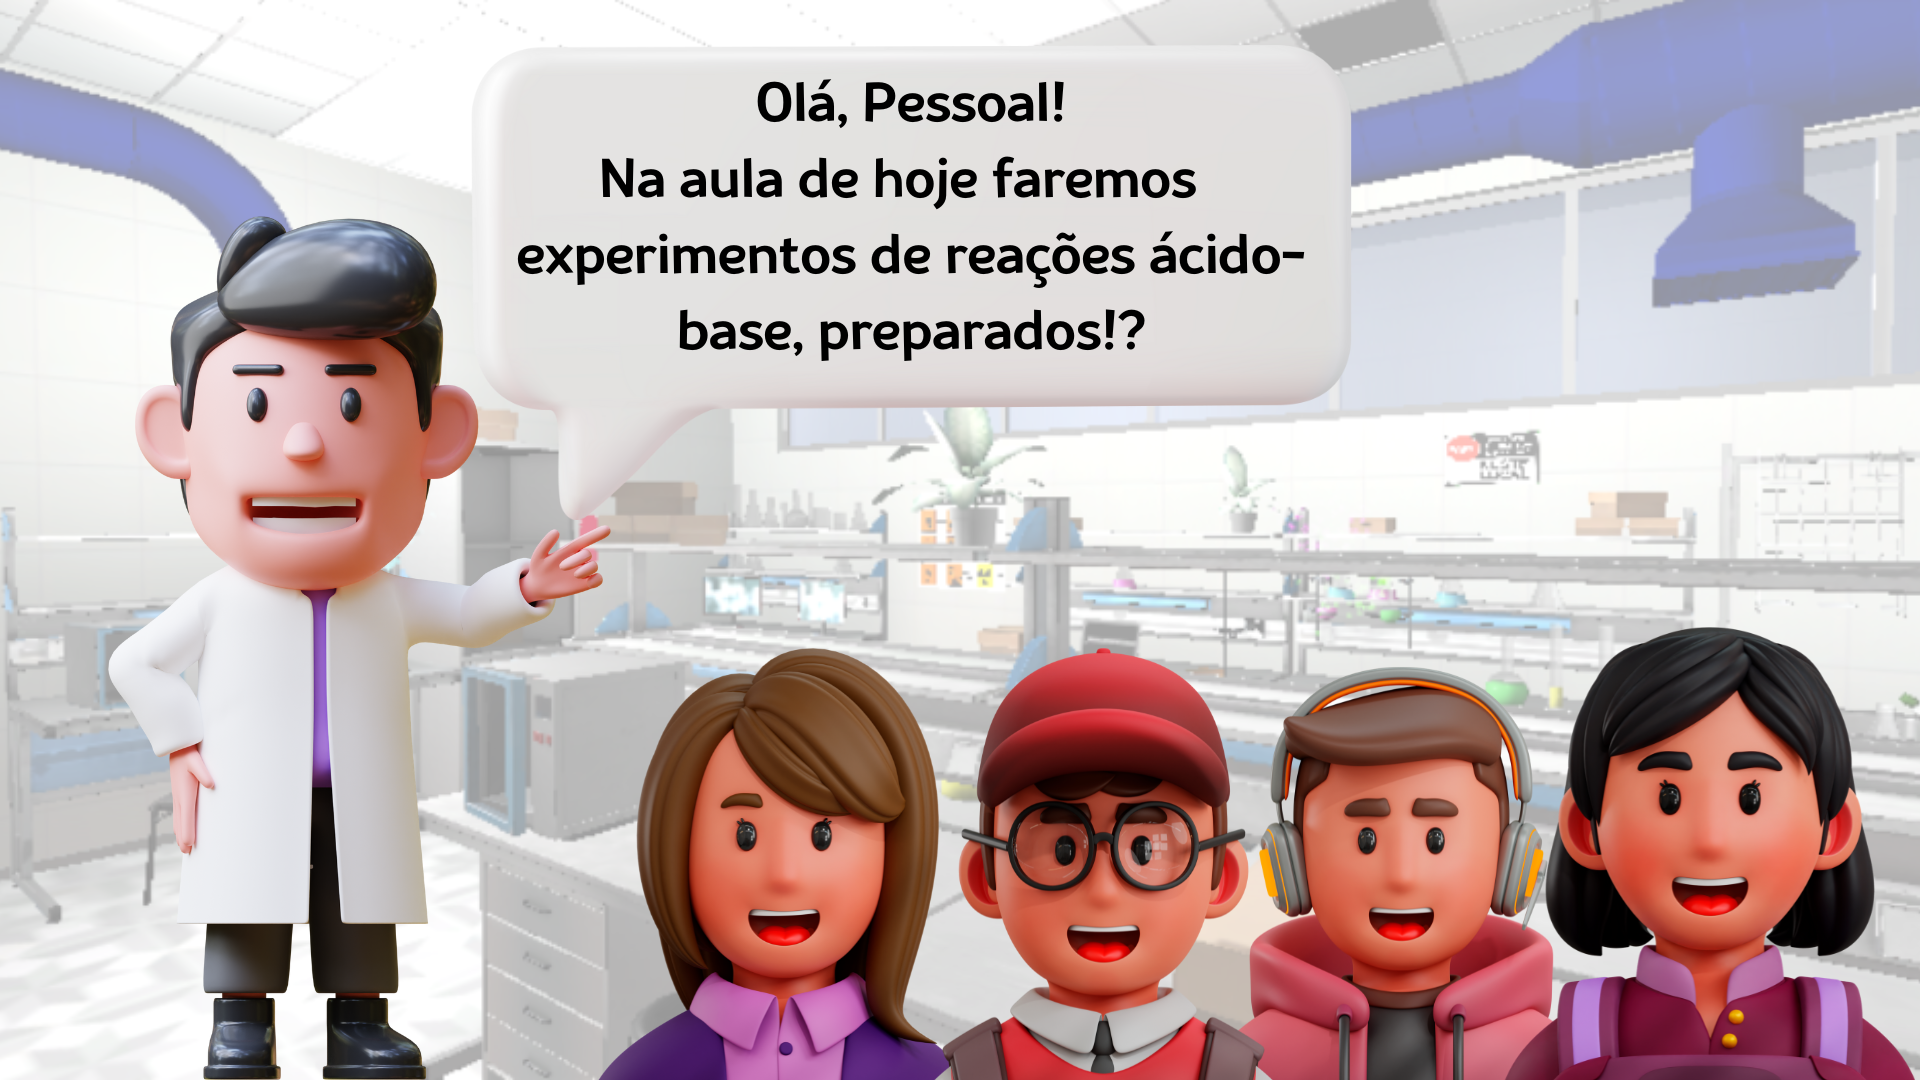 Olá, Pessoal!
Na aula de hoje faremos
experimentos de reações ácido-
base, preparados!?